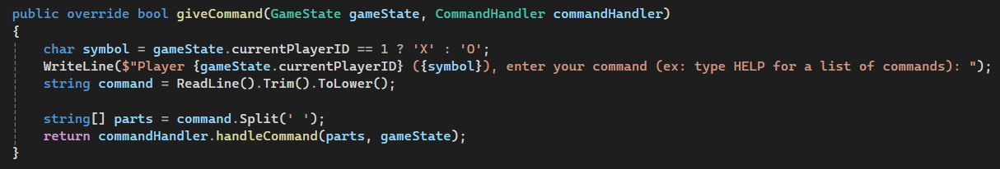 public override bool giveCommand(GameState gameState, CommandHandler commandHandler)
{
    char symbol = gameState.currentPlayerID == 1 ? 'X' : 'O';
    WriteLine($"Player {gameState.currentPlayerID} ({symbol}), enter your command (ex: type HELP for a list of commands): ");
    string command = ReadLine().Trim().ToLower();

    string[] parts = command.Split(' ');
    return commandHandler.handleCommand(parts, gameState);
}